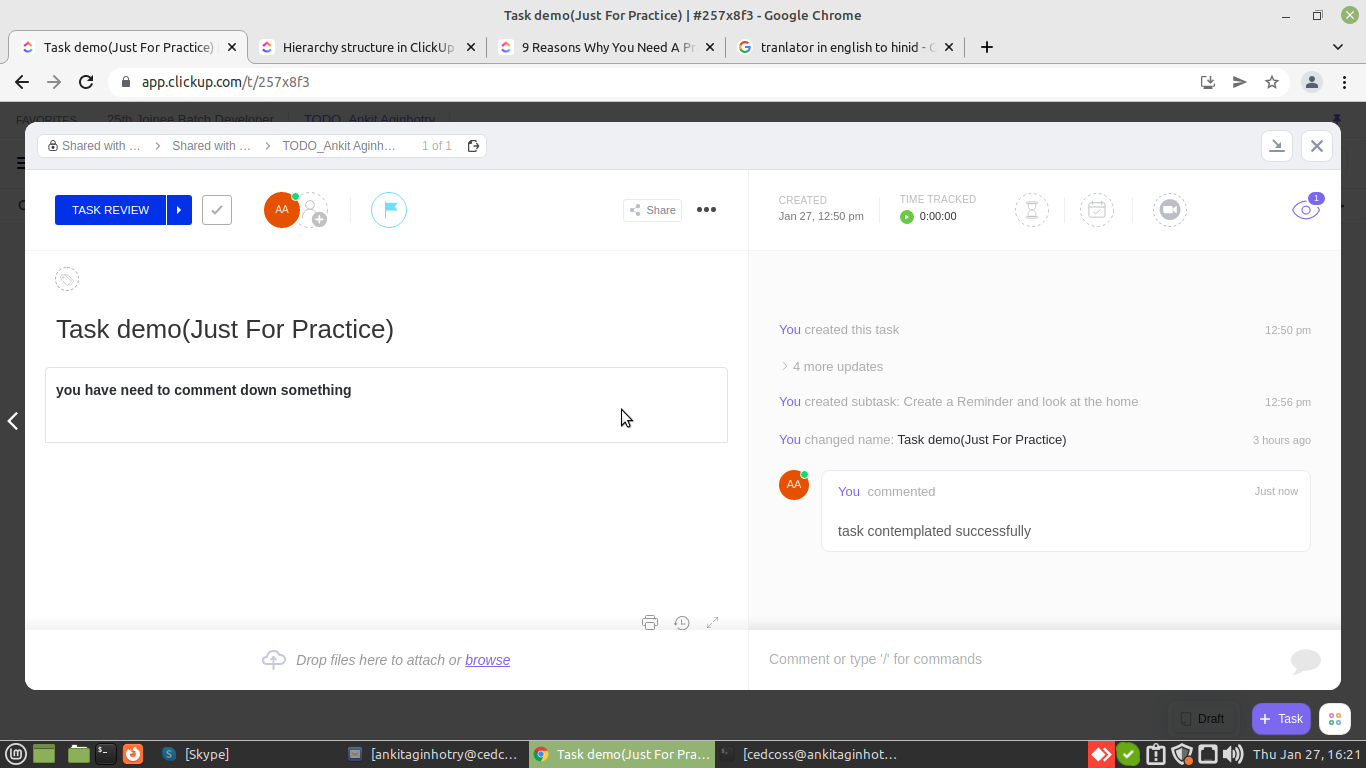 Task demo(Just For Practice) | #257x8f3 - Google Chrome
Task demo(Just For Practice)
Hierarchy structure in ClickUp
9 Reasons Why You Need A Pr
tranlator in english to hinid - G
app.clickup.com/t/257x8f3
FAVORITES 25th Joinee Batch Developer TODO_Ankit Aginhotry
Shared with ... > Shared with ... > TODO_Ankit Aginh... 1 of 1
TASK REVIEW
AA
Share
CREATED
Jan 27, 12:50 pm
TIME TRACKED
0:00:00
1
Task demo(Just For Practice)
you have need to comment down something
You created this task 12:50 pm
4 more updates
You created subtask: Create a Reminder and look at the home 12:56 pm
You changed name: Task demo(Just For Practice) 3 hours ago
AA
You commented Just now
task contemplated successfully
Drop files here to attach or browse
Comment or type '/' for commands
Draft
+ Task
[Skype]
[ankitaginhotry@cedc...
Task demo(Just For Pra...
[cedcoss@ankitaginhot...
Thu Jan 27, 16:21